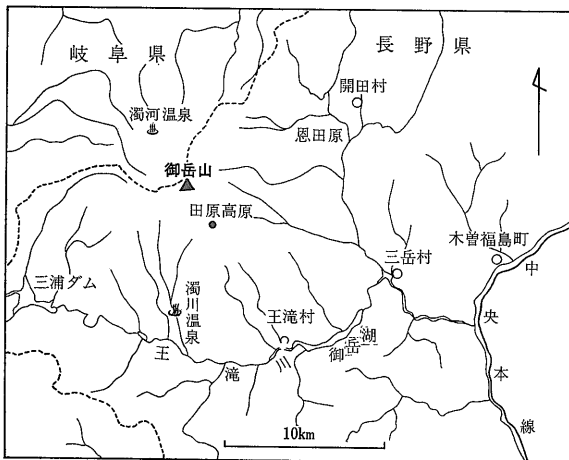 岐阜県
長野県
開田村
濁河温泉
恩田原
御岳山
田原高原
木曽福島町
三岳村
三浦ダム
濁川温泉
王滝村
御岳湖
王滝
中央本線
10km